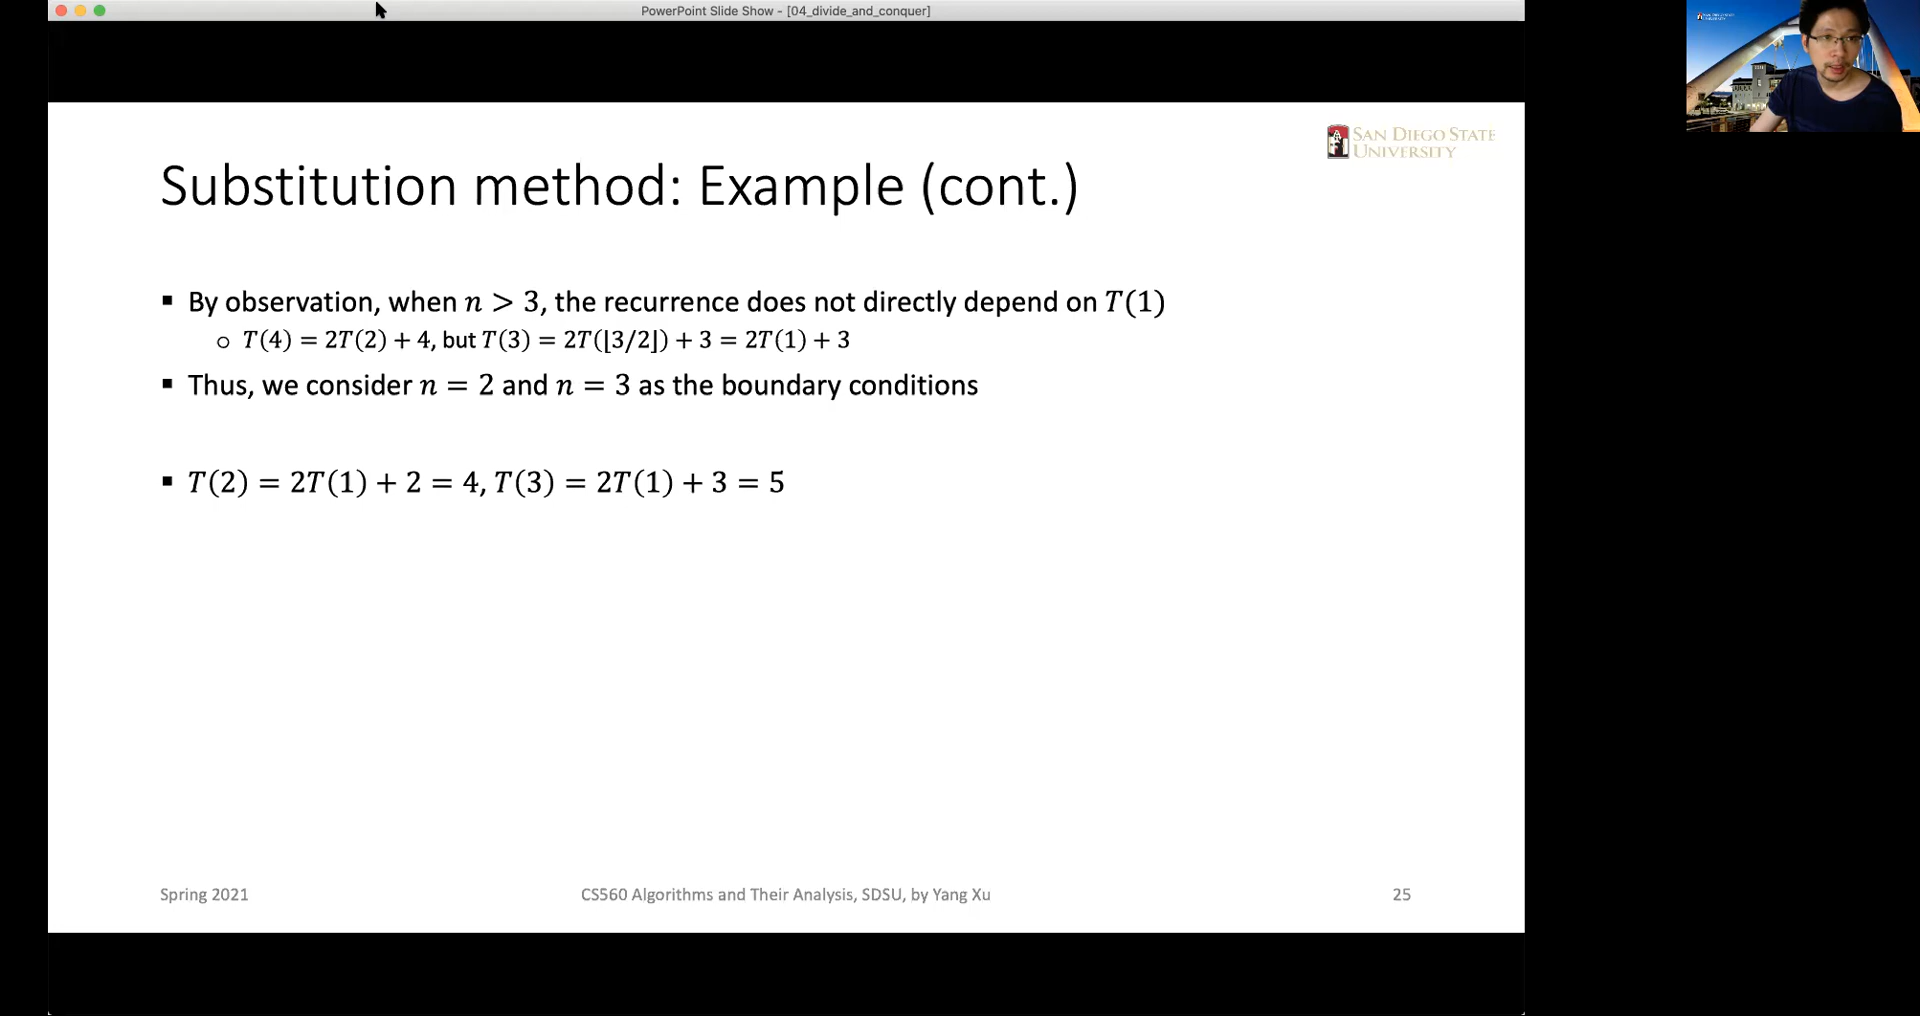 PowerPoint Slide Show - [04_divide_and_conquer]
SAN DIEGO STATE
UNIVERSITY
Substitution method: Example (cont.)
▪ By observation, when n > 3, the recurrence does not directly depend on T(1)
○ T(4) = 2T(2) + 4, but T(3) = 2T(⌊3/2⌋) + 3 = 2T(1) + 3
▪ Thus, we consider n = 2 and n = 3 as the boundary conditions
▪ T(2) = 2T(1) + 2 = 4, T(3) = 2T(1) + 3 = 5
Spring 2021
CS560 Algorithms and Their Analysis, SDSU, by Yang Xu
25